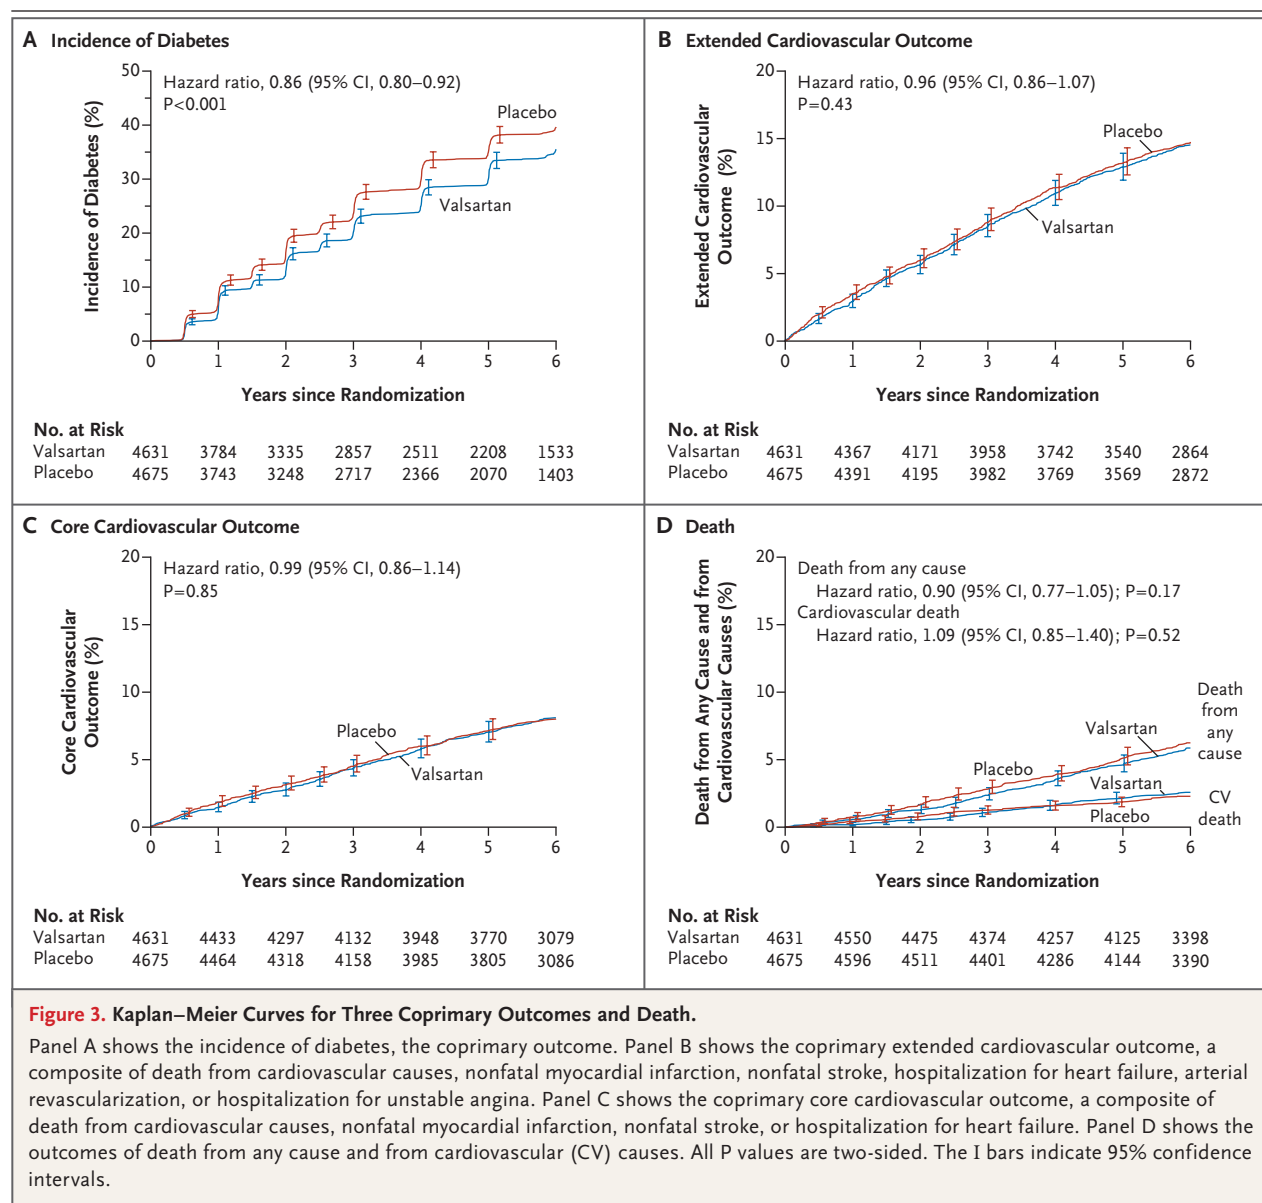 A Incidence of Diabetes
Hazard ratio, 0.86 (95% CI, 0.80–0.92)
P<0.001
Incidence of Diabetes (%)
50
40
30
20
10
0
Placebo
Valsartan
0 1 2 3 4 5 6
Years since Randomization
No. at Risk
Valsartan 4631 3784 3335 2857 2511 2208 1533
Placebo 4675 3743 3248 2717 2366 2070 1403
B Extended Cardiovascular Outcome
Hazard ratio, 0.96 (95% CI, 0.86–1.07)
P=0.43
Extended Cardiovascular
Outcome (%)
20
15
10
5
0
Placebo
Valsartan
0 1 2 3 4 5 6
Years since Randomization
No. at Risk
Valsartan 4631 4367 4171 3958 3742 3540 2864
Placebo 4675 4391 4195 3982 3769 3569 2872
C Core Cardiovascular Outcome
Hazard ratio, 0.99 (95% CI, 0.86–1.14)
P=0.85
Core Cardiovascular
Outcome (%)
20
15
10
5
0
Placebo
Valsartan
0 1 2 3 4 5 6
Years since Randomization
No. at Risk
Valsartan 4631 4433 4297 4132 3948 3770 3079
Placebo 4675 4464 4318 4158 3985 3805 3086
D Death
Death from any cause
Hazard ratio, 0.90 (95% CI, 0.77–1.05); P=0.17
Cardiovascular death
Hazard ratio, 1.09 (95% CI, 0.85–1.40); P=0.52
Death from Any Cause and from
Cardiovascular Causes (%)
20
15
10
5
0
Death
from
any
cause
Valsartan
Placebo
Valsartan
Placebo
CV
death
0 1 2 3 4 5 6
Years since Randomization
No. at Risk
Valsartan 4631 4550 4475 4374 4257 4125 3398
Placebo 4675 4596 4511 4401 4286 4144 3390
Figure 3. Kaplan–Meier Curves for Three Coprimary Outcomes and Death.
Panel A shows the incidence of diabetes, the coprimary outcome. Panel B shows the coprimary extended cardiovascular outcome, a
composite of death from cardiovascular causes, nonfatal myocardial infarction, nonfatal stroke, hospitalization for heart failure, arterial
revascularization, or hospitalization for unstable angina. Panel C shows the coprimary core cardiovascular outcome, a composite of
death from cardiovascular causes, nonfatal myocardial infarction, nonfatal stroke, or hospitalization for heart failure. Panel D shows the
outcomes of death from any cause and from cardiovascular (CV) causes. All P values are two-sided. The I bars indicate 95% confidence
intervals.